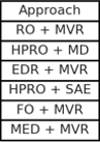 Approach
RO + MVR
HPRO + MD
EDR + MVR
HPRO + SAE
FO + MVR
MED + MVR